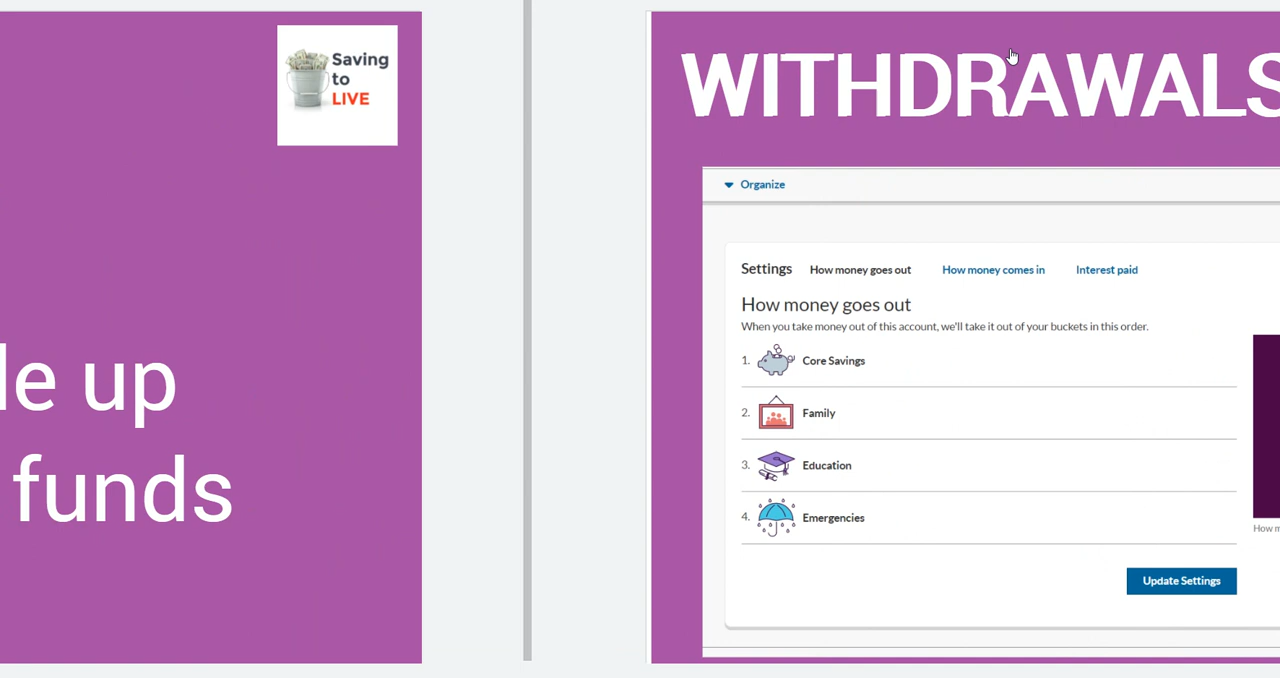 Saving
to
LIVE
up
funds
WITHDRAWALS
Organize
Settings How money goes out How money comes in Interest paid
How money goes out
When you take money out of this account, we'll take it out of your buckets in this order.
1. Core Savings
2. Family
3. Education
4. Emergencies
How
Update Settings